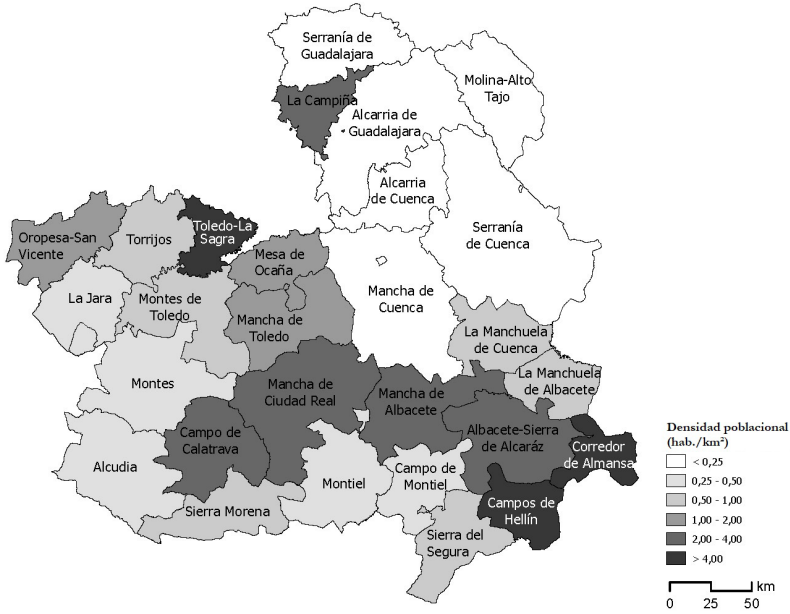 Serranía de
Guadalajara
Molina-Alto
Tajo
La Campiña
Alcarria de
Guadalajara
Alcarria
de Cuenca
Serranía
de Cuenca
Toledo-La
Sagra
Oropesa-San
Vicente
Torrijos
Mesa de
Ocaña
La Jara
Montes de
Toledo
Mancha de
Cuenca
Mancha de
Toledo
La Manchuela
de Cuenca
Montes
Mancha de
Ciudad Real
Mancha de
Albacete
La Manchuela
de Albacete
Campo de
Calatrava
Albacete-Sierra
de Alcaráz
Corredor
de Almansa
Alcudia
Montiel
Campo de
Montiel
Sierra Morena
Campos de
Hellín
Sierra del
Segura
Densidad poblacional
(hab./km²)
< 0,25
0,25 - 0,50
0,50 - 1,00
1,00 - 2,00
2,00 - 4,00
> 4,00
km
0 25 50